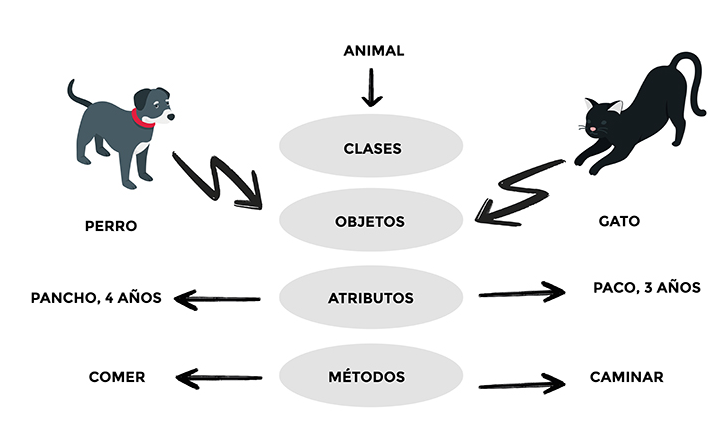 ANIMAL
CLASES
PERRO
OBJETOS
GATO
PANCHO, 4 AÑOS
ATRIBUTOS
PACO, 3 AÑOS
COMER
MÉTODOS
CAMINAR